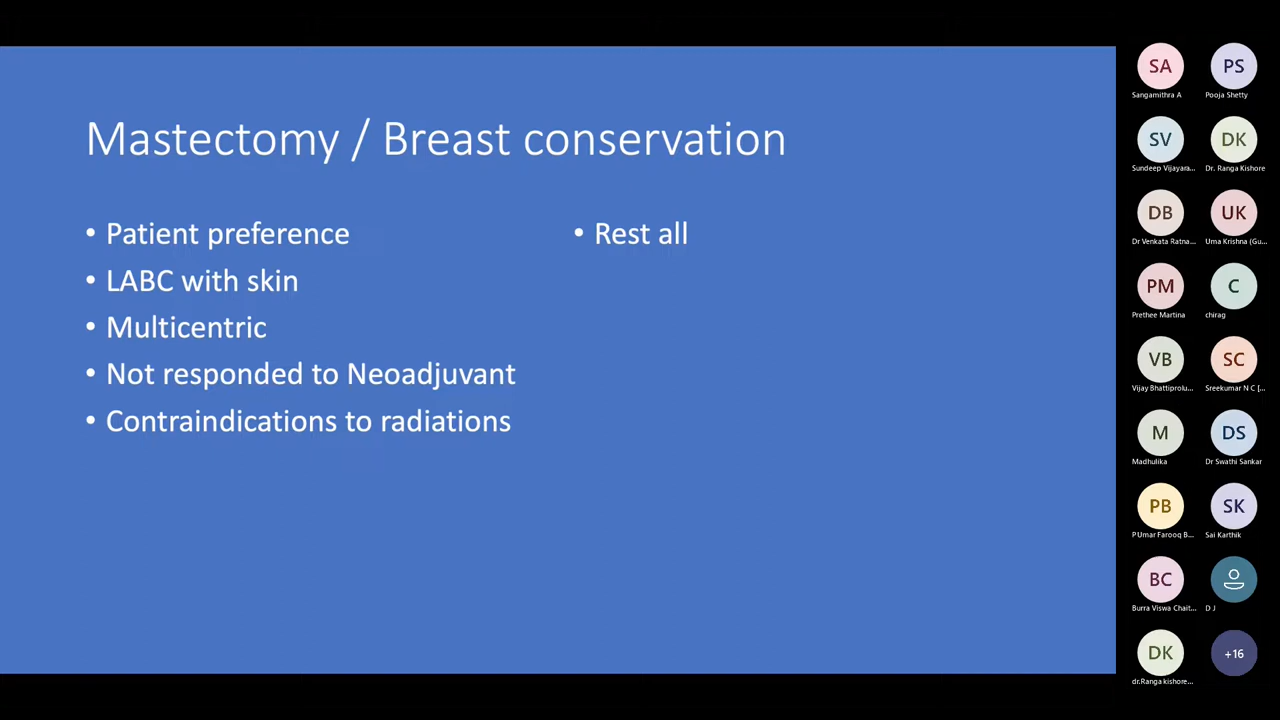 Mastectomy / Breast conservation
• Patient preference
• LABC with skin
• Multicentric
• Not responded to Neoadjuvant
• Contraindications to radiations
• Rest all
SA
Sangamithra A
PS
Pooja Shetty
SV
Sundeep Vijayara...
DK
Dr. Ranga Kishore
DB
Dr Venkata Ratna...
UK
Uma Krishna (Gu...
PM
Prethee Martina
C
chirag
VB
Vijay Bhattiprolu...
SC
Sreekumar N C [...
M
Madhulika
DS
Dr Swathi Sankar
PB
P Umar Farooq B...
SK
Sai Karthik
BC
Burra Viswa Chait...
D J
DK
dr.Ranga kishore...
+16